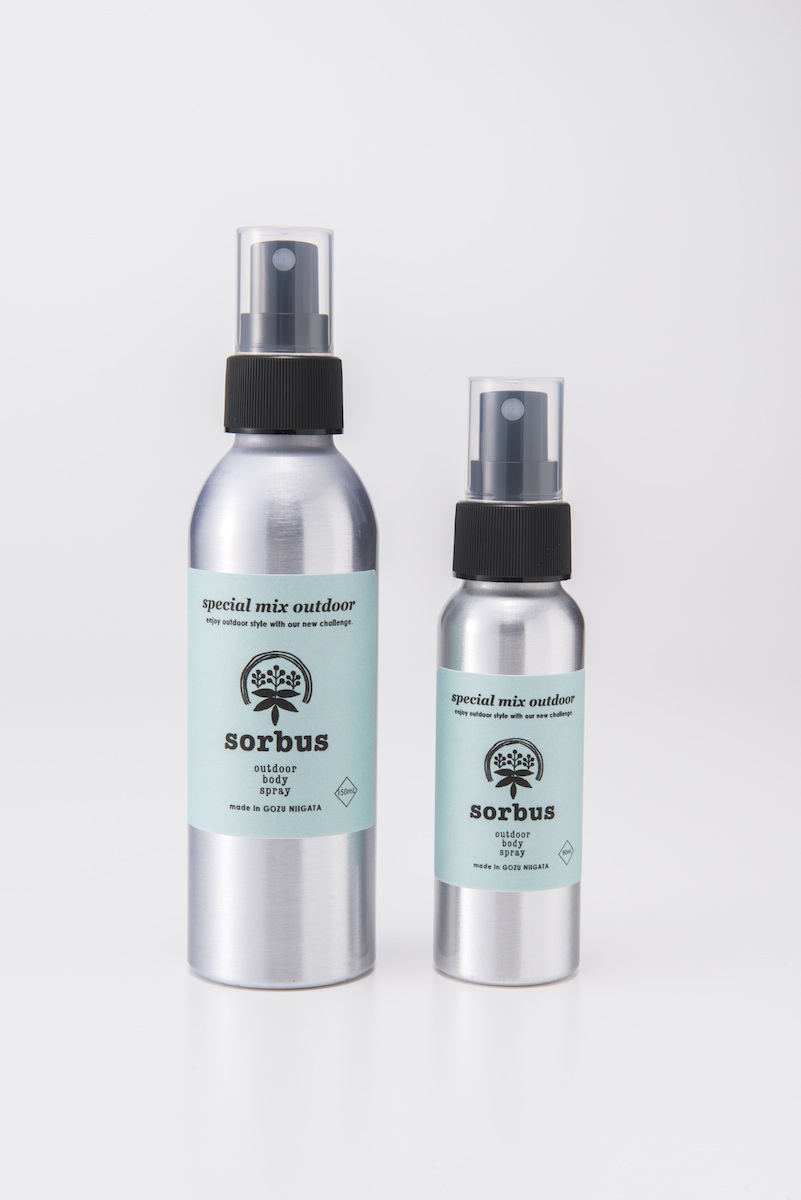 special mix outdoor
enjoy outdoor style with our new challenge.
sorbus
outdoor
body
spray
150mL
made in GOZU NIIGATA
special mix outdoor
enjoy outdoor style with our new challenge.
sorbus
outdoor
body
spray
80mL
made in GOZU NIIGATA